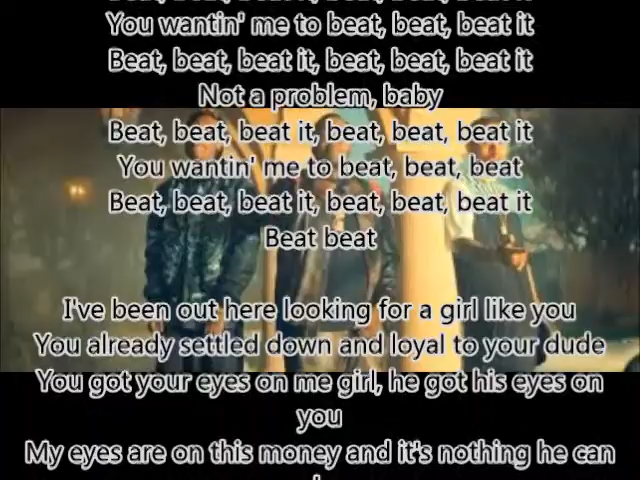 You wantin' me to beat, beat, beat it
Beat, beat, beat it, beat, beat, beat it
Not a problem, baby
Beat, beat, beat it, beat, beat, beat it
You wantin' me to beat, beat, beat
Beat, beat, beat it, beat, beat, beat it
Beat beat
I've been out here looking for a girl like you
You already settled down and loyal to your dude
You got your eyes on me girl, he got his eyes on
you
My eyes are on this money and it's nothing he can